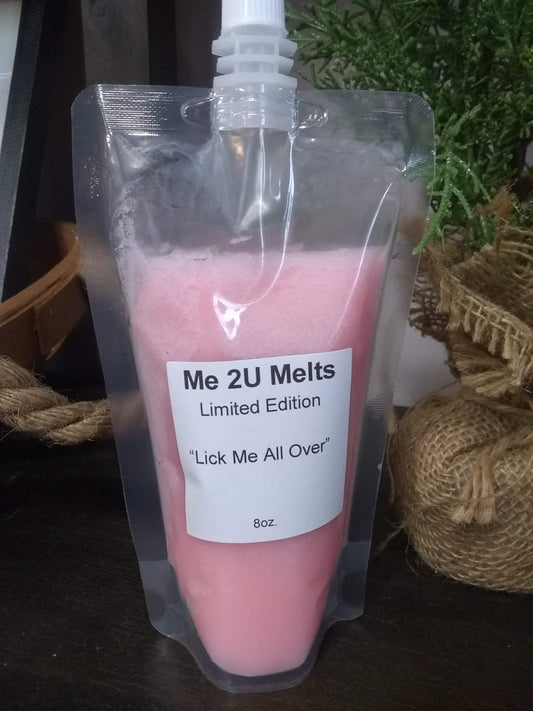 Me 2U Melts
Limited Edition
“Lick Me All Over”
8oz.